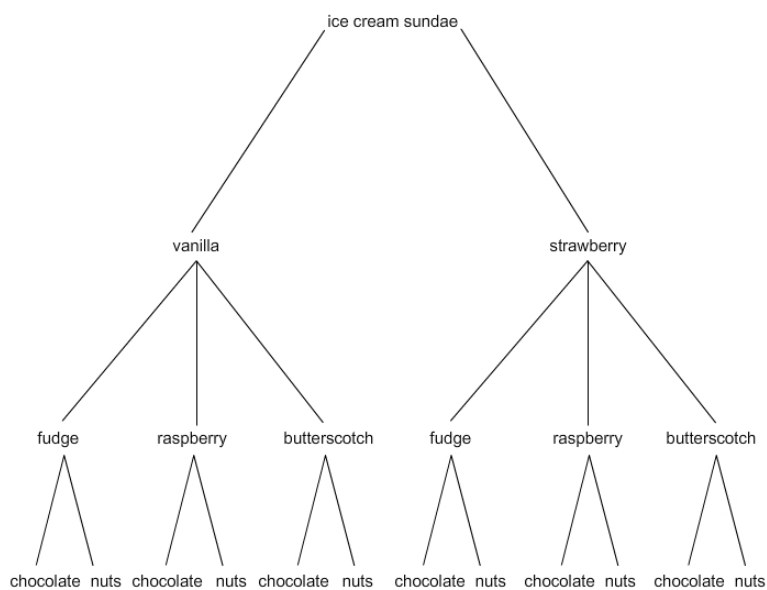 ice cream sundae
vanilla strawberry
fudge raspberry butterscotch fudge raspberry butterscotch
chocolate nuts chocolate nuts chocolate nuts chocolate nuts chocolate nuts chocolate nuts